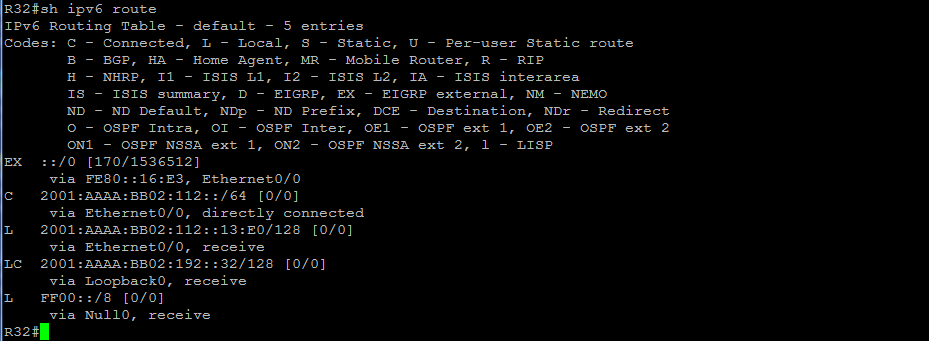 R32#sh ipv6 route
IPv6 Routing Table - default - 5 entries
Codes: C - Connected, L - Local, S - Static, U - Per-user Static route
       B - BGP, HA - Home Agent, MR - Mobile Router, R - RIP
       H - NHRP, I1 - ISIS L1, I2 - ISIS L2, IA - ISIS interarea
       IS - ISIS summary, D - EIGRP, EX - EIGRP external, NM - NEMO
       ND - ND Default, NDp - ND Prefix, DCE - Destination, NDr - Redirect
       O - OSPF Intra, OI - OSPF Inter, OE1 - OSPF ext 1, OE2 - OSPF ext 2
       ON1 - OSPF NSSA ext 1, ON2 - OSPF NSSA ext 2, l - LISP
EX  ::/0 [170/1536512]
     via FE80::16:E3, Ethernet0/0
C   2001:AAAA:BB02:112::/64 [0/0]
     via Ethernet0/0, directly connected
L   2001:AAAA:BB02:112::13:E0/128 [0/0]
     via Ethernet0/0, receive
LC  2001:AAAA:BB02:192::32/128 [0/0]
     via Loopback0, receive
L   FF00::/8 [0/0]
     via Null0, receive
R32#